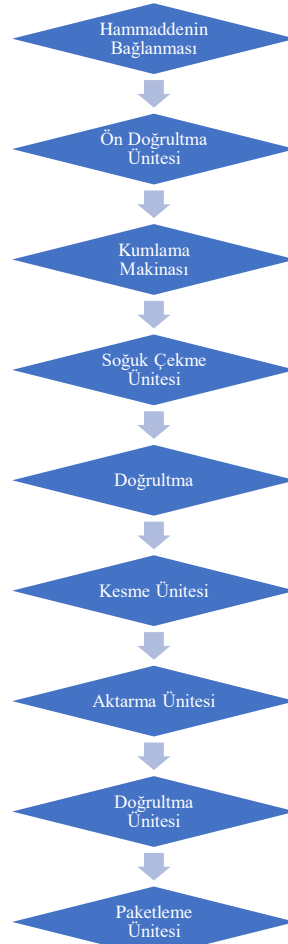 Hammaddenin
Bağlanması
Ön Doğrultma
Ünitesi
Kumlama
Makinası
Soğuk Çekme
Ünitesi
Doğrultma
Kesme Ünitesi
Aktarma Ünitesi
Doğrultma
Ünitesi
Paketleme
Ünitesi